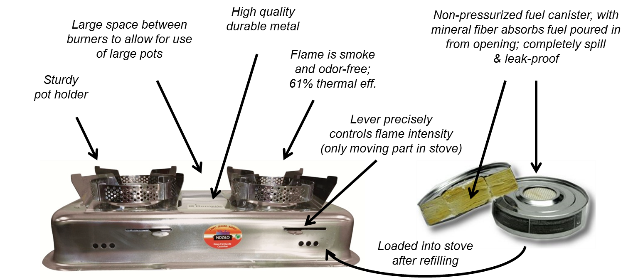 Large space between
burners to allow for use
of large pots
High quality
durable metal
Non-pressurized fuel canister, with
mineral fiber absorbs fuel poured in
from opening; completely spill
& leak-proof
Flame is smoke
and odor-free;
61% thermal eff.
Sturdy
pot holder
Lever precisely
controls flame intensity
(only moving part in stove)
Loaded into stove
after refilling